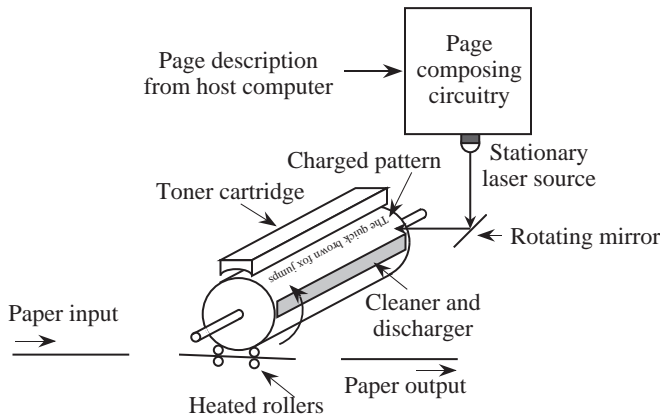 Page description
from host computer
Page
composing
circuitry
Stationary
laser source
Charged pattern
Toner cartridge
The quick brown fox jumps
Rotating mirror
Cleaner and
discharger
Paper input
Heated rollers
Paper output